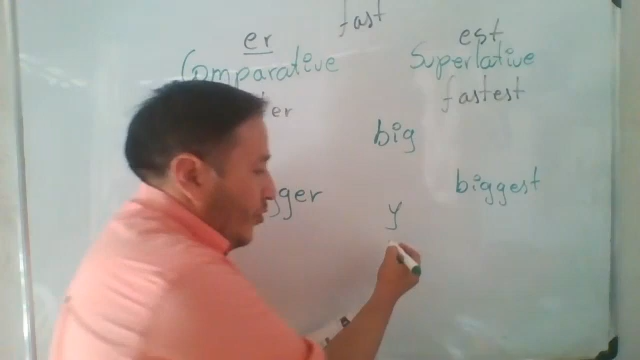 fast
er est
Comparative Superlative
fastest
big
biggest
y